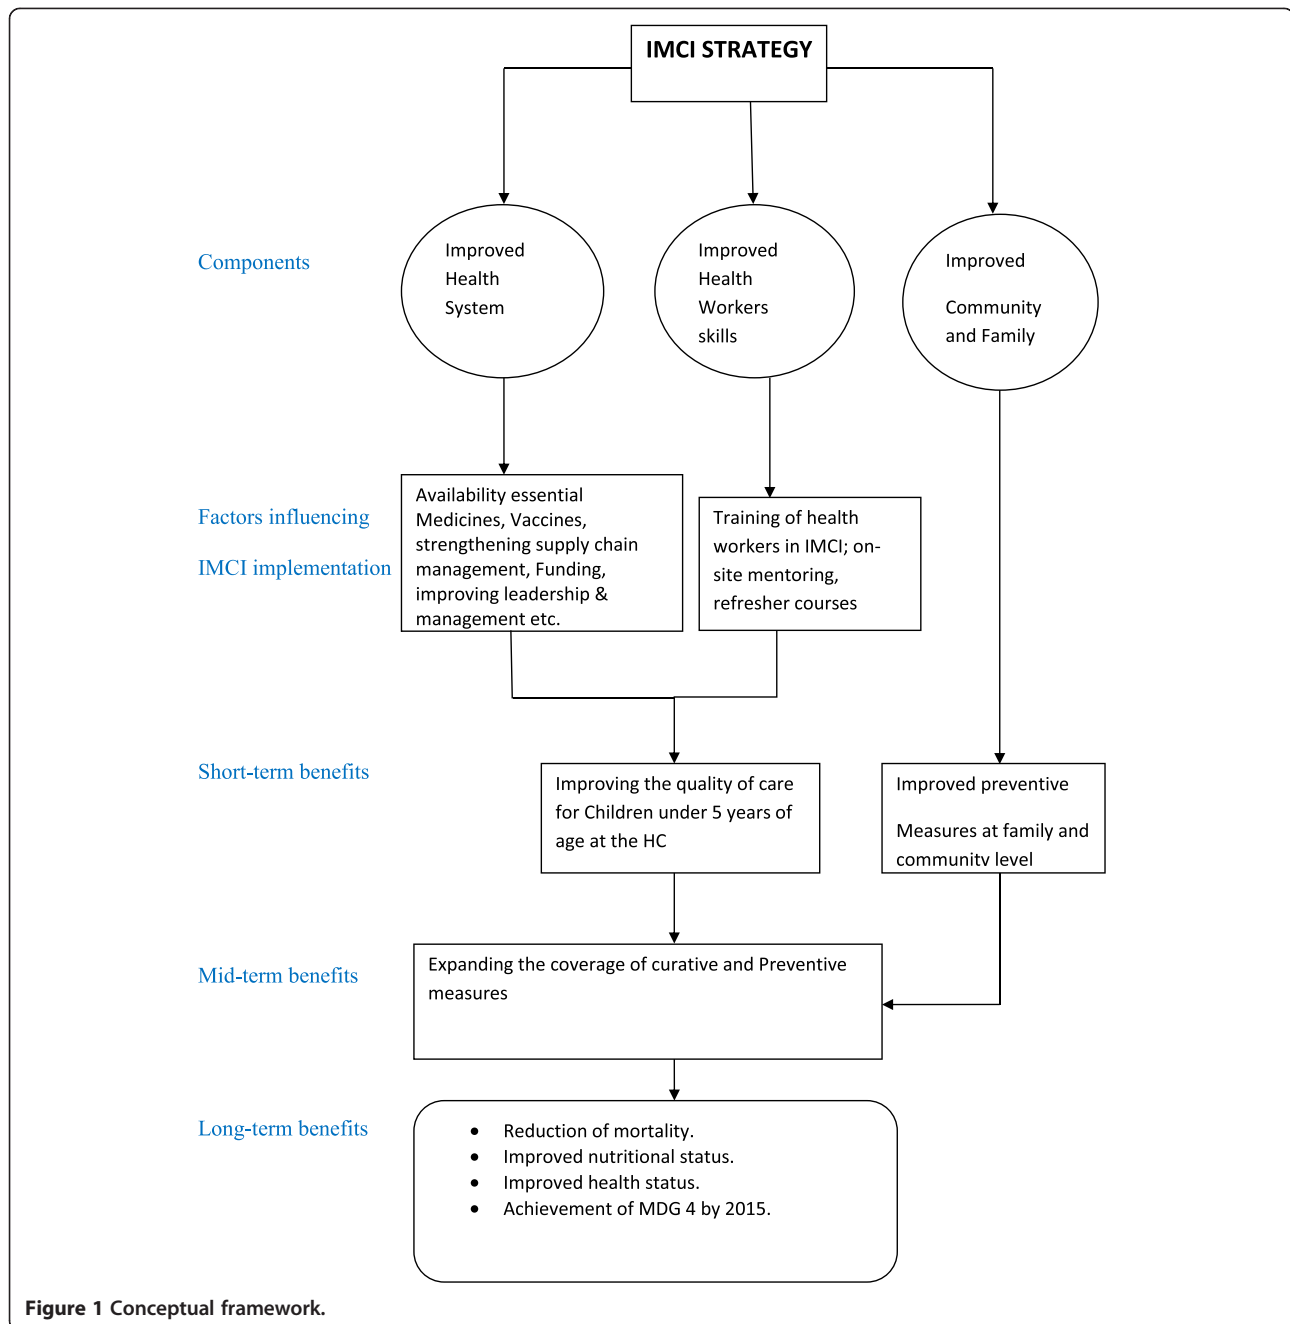 IMCI STRATEGY
Components
Improved
Health
System
Improved
Health
Workers
skills
Improved
Community
and Family
Factors influencing
IMCI implementation
Availability essential
Medicines, Vaccines,
strengthening supply chain
management, Funding,
improving leadership &
management etc.
Training of health
workers in IMCI; on-
site mentoring,
refresher courses
Short-term benefits
Improving the quality of care
for Children under 5 years of
age at the HC
Improved preventive
Measures at family and
community level
Mid-term benefits
Expanding the coverage of curative and Preventive
measures
Long-term benefits
• Reduction of mortality.
• Improved nutritional status.
• Improved health status.
• Achievement of MDG 4 by 2015.
Figure 1 Conceptual framework.